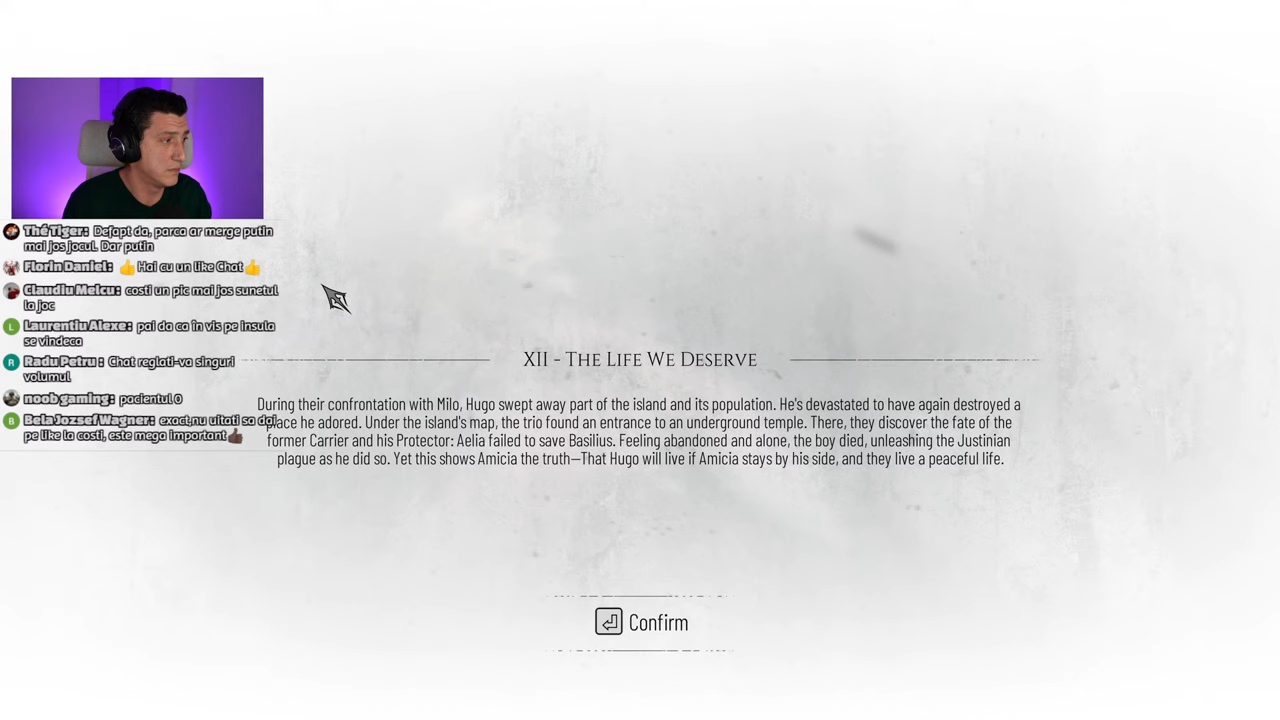 Thé Tiger: Defapt da, parca ar merge putin
mai jos jocul. Dar putin
Florin Daniel: 👍Hai cu un like Chat👍
Claudiu Melcu: costi un pic mai jos sunetul
la joc
L
Laurentiu Alexe: pai da ca în vis pe insula
se vindeca
R
Radu Petru: Chat reglati-va singuri
volumul
noob gaming: pacientul 0
B
Bela Jozsef Wagner: exact,nu uitati sa dai
pe like la costi, este mega important👍🏿
XII - The Life We Deserve
During their confrontation with Milo, Hugo swept away part of the island and its population. He's devastated to have again destroyed a
place he adored. Under the island's map, the trio found an entrance to an underground temple. There, they discover the fate of the
former Carrier and his Protector: Aelia failed to save Basilius. Feeling abandoned and alone, the boy died, unleashing the Justinian
plague as he did so. Yet this shows Amicia the truth—That Hugo will live if Amicia stays by his side, and they live a peaceful life.
Confirm